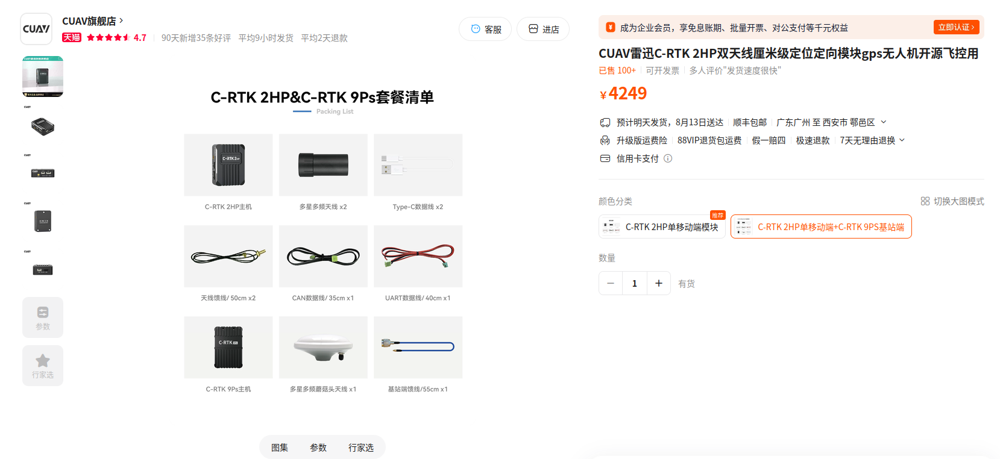 CUAV
CUAV旗舰店
天猫 4.7 90天新增35条好评 平均9小时发货 平均2天退款
客服
进店
C-RTK 2HP&C-RTK 9Ps套餐清单
Packing List
C-RTK 2HP
C-RTK 2HP主机
多星多频天线 x2
Type-C数据线 x2
天线馈线/ 50cm x2
CAN数据线/ 35cm x1
UART数据线/ 40cm x1
C-RTK 9Ps
C-RTK 9Ps主机
多星多频蘑菇头天线 x1
基站端馈线/55cm x1
CUAV
CUAV
CUAV
CUAV
参数
行家选
图集 参数 行家选
成为企业会员，享免息账期、批量开票、对公支付等千元权益
立即认证
CUAV雷迅C-RTK 2HP双天线厘米级定位定向模块gps无人机开源飞控用
已售 100+ 可开发票 多人评价"发货速度很快"
¥4249
预计明天发货，8月13日送达 顺丰包邮 广东广州 至 西安市 鄠邑区
升级版运费险 88VIP退货包运费 假一赔四 极速退款 7天无理由退换
信用卡支付
颜色分类
切换大图模式
推荐
C-RTK 2HP单移动端模块
C-RTK 2HP单移动端+C-RTK 9PS基站端
数量
1
有货